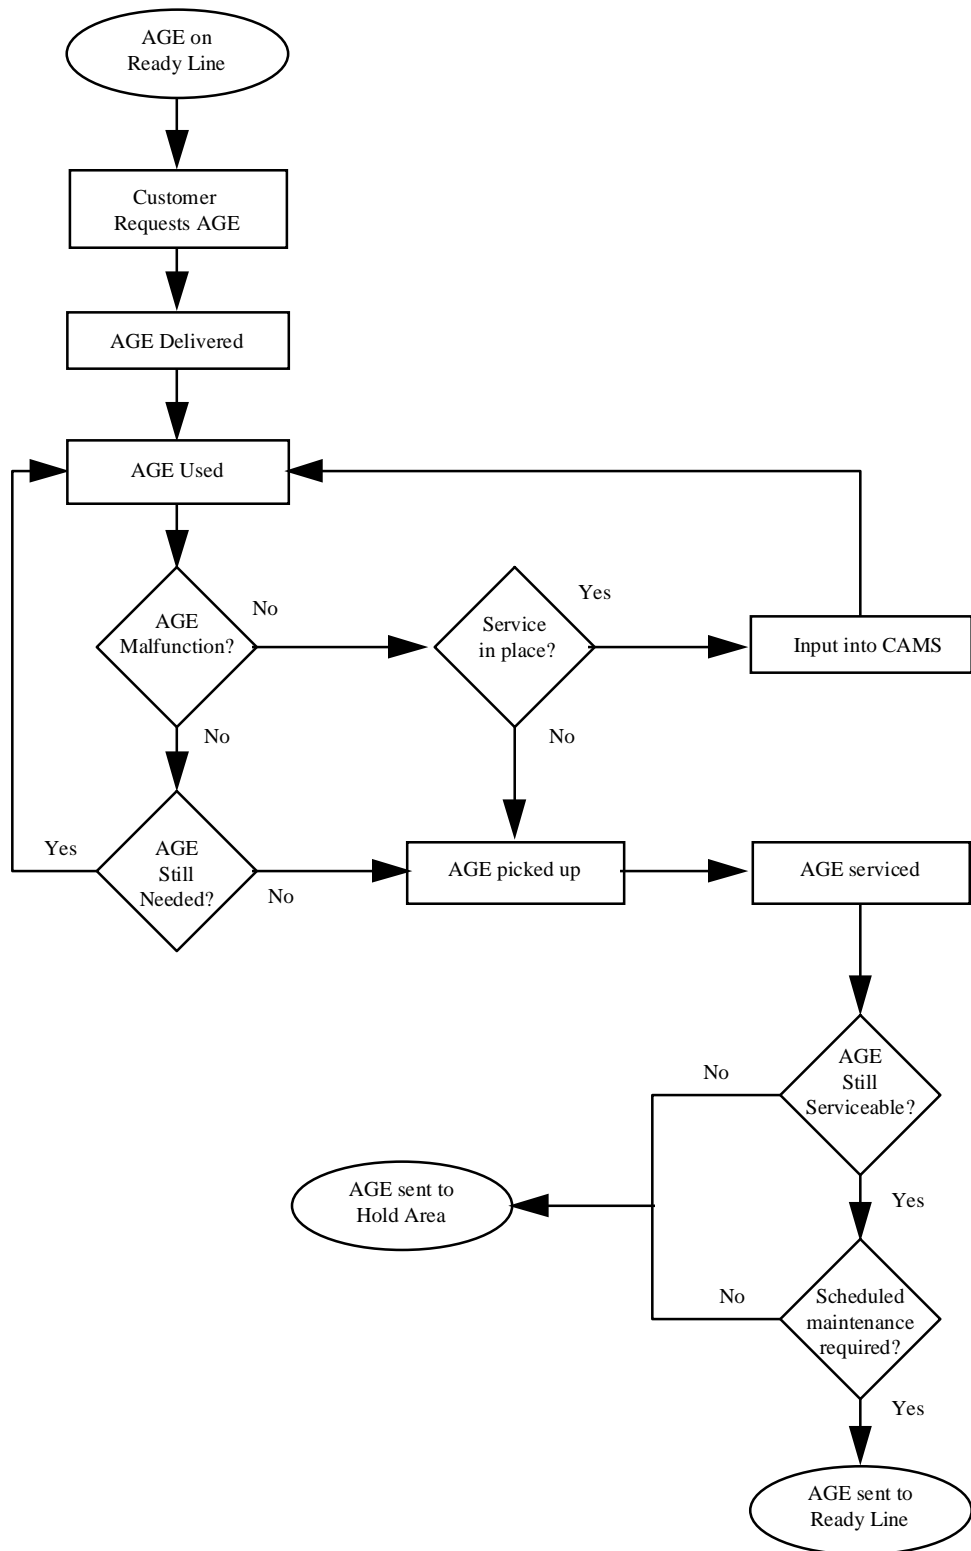 AGE on
Ready Line
Customer
Requests AGE
AGE Delivered
AGE Used
AGE
Malfunction?
No
No
Service
in place?
Yes
No
Input into CAMS
AGE
Still
Needed?
Yes
No
AGE picked up
AGE serviced
AGE
Still
Serviceable?
No
Yes
AGE sent to
Hold Area
Scheduled
maintenance
required?
No
Yes
AGE sent to
Ready Line